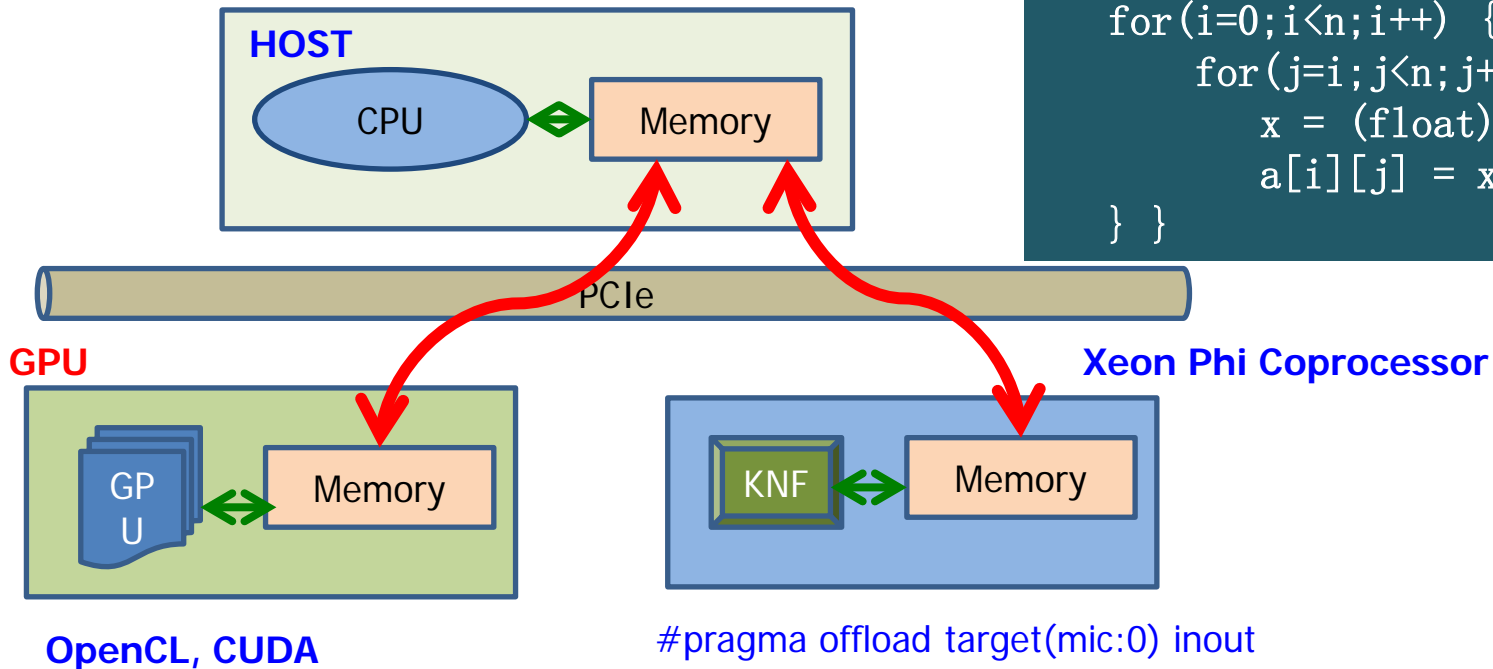 HOST
CPU
Memory
for(i=0;i<n;i++) {
for(j=i;j<n;j+
x = (float)
a[i][j] = x
} }
PCIe
GPU
Xeon Phi Coprocessor
GP
U
Memory
KNF
Memory
OpenCL, CUDA
#pragma offload target(mic:0) inout